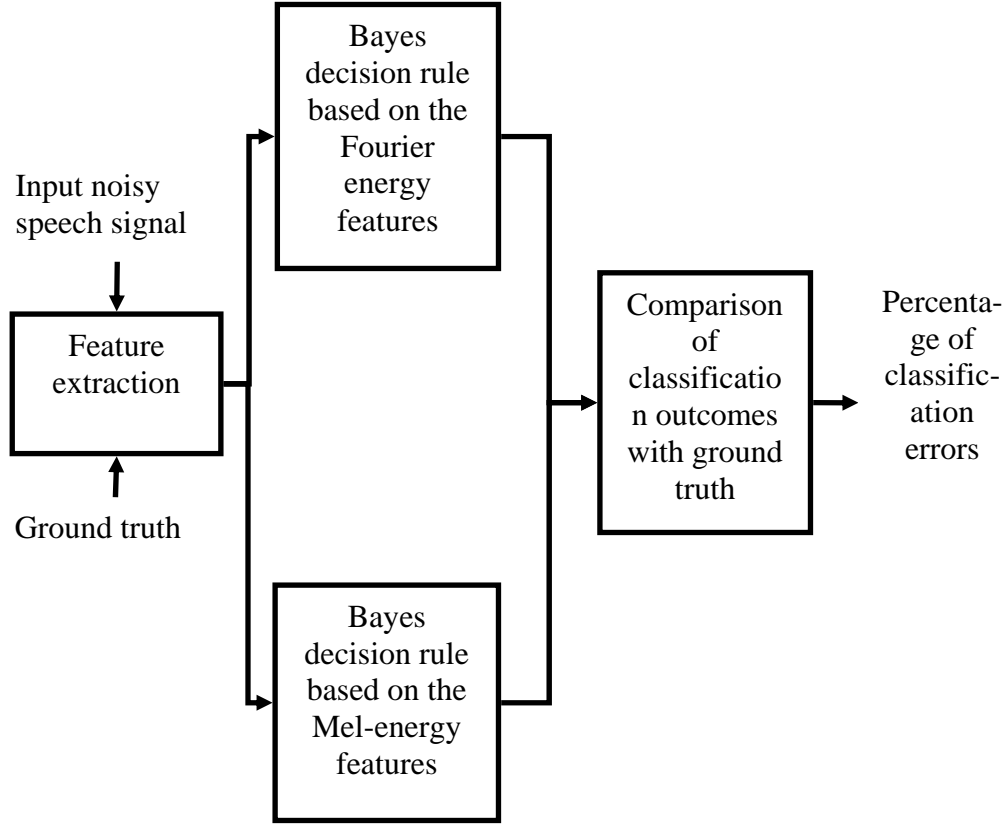 Input noisy
speech signal
Feature
extraction
Ground truth
Bayes
decision rule
based on the
Fourier
energy
features
Bayes
decision rule
based on the
Mel-energy
features
Comparison
of
classificatio
n outcomes
with ground
truth
Percenta-
ge of
classific-
ation
errors